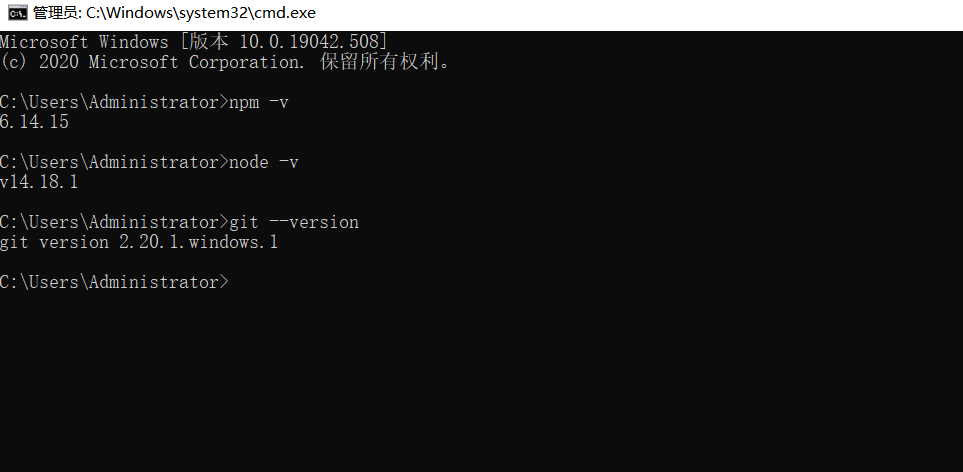 管理员: C:\Windows\system32\cmd.exe
Microsoft Windows [版本 10.0.19042.508]
(c) 2020 Microsoft Corporation. 保留所有权利。
C:\Users\Administrator>npm -v
6.14.15
C:\Users\Administrator>node -v
v14.18.1
C:\Users\Administrator>git --version
git version 2.20.1.windows.1
C:\Users\Administrator>